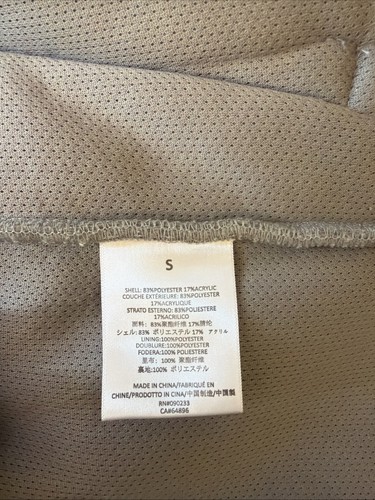 S
SHELL: 83%POLYESTER 17%ACRYLIC
COUCHE EXTÉRIEURE: 83%POLYESTER
17%ACRYLIQUE
STRATO ESTERNO: 83%POLIESTERE
17%ACRILICO
面料: 83%聚酯纤维 17%腈纶
シェル: 83% ポリエステル 17% アクリル
LINING:100%POLYESTER
DOUBLURE:100%POLYESTER
FODERA:100% POLIESTERE
里布: 100% 聚酯纤维
裏地:100% ポリエステル
MADE IN CHINA/FABRIQUÉ EN
CHINE/PRODOTTO IN CINA/中国制造/中国製
RN#090233
CA#64896